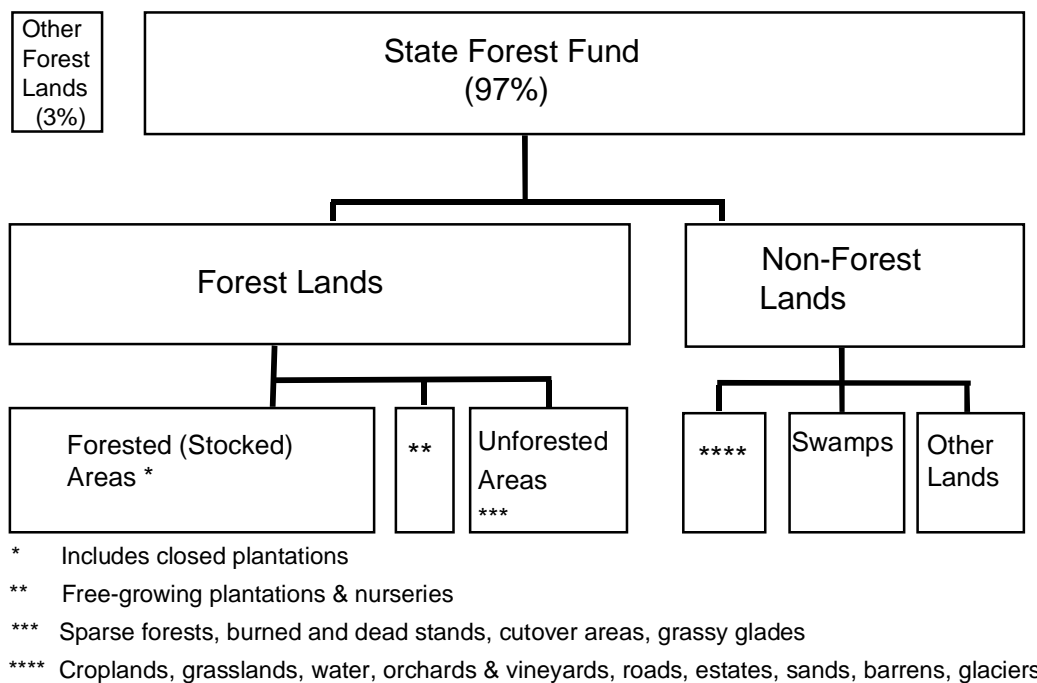 Other
Forest
Lands
(3%)
State Forest Fund
(97%)
Forest Lands
Non-Forest
Lands
Forested (Stocked)
Areas *
**
Unforested
Areas
***
****
Swamps
Other
Lands
* Includes closed plantations
** Free-growing plantations & nurseries
*** Sparse forests, burned and dead stands, cutover areas, grassy glades
**** Croplands, grasslands, water, orchards & vineyards, roads, estates, sands, barrens, glaciers